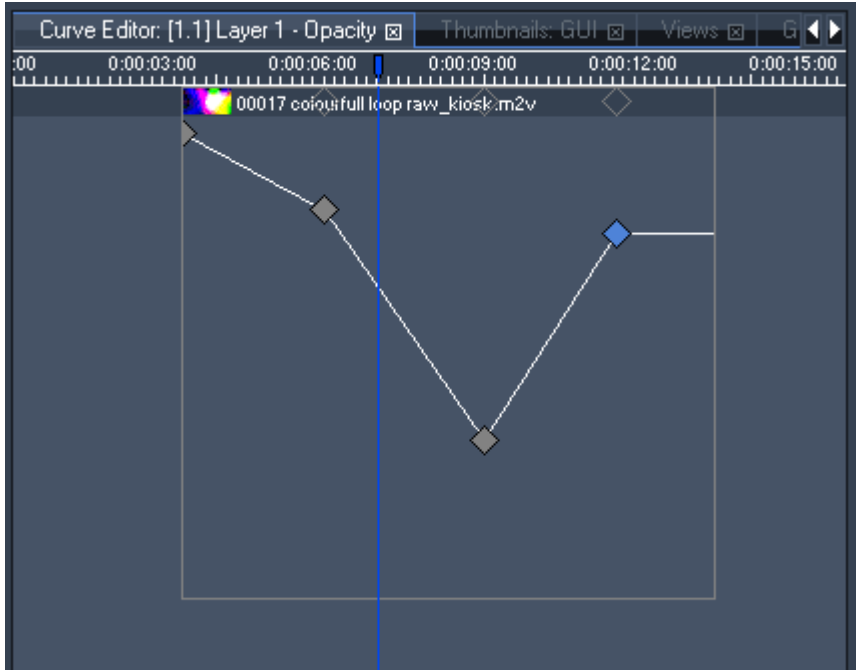 Curve Editor: [1.1] Layer 1 - Opacity Thumbnails: GUI Views G
:00 0:00:03:00 0:00:06:00 0:00:09:00 0:00:12:00 0:00:15:00
00017 colourfull loop raw_kiosk.m2v